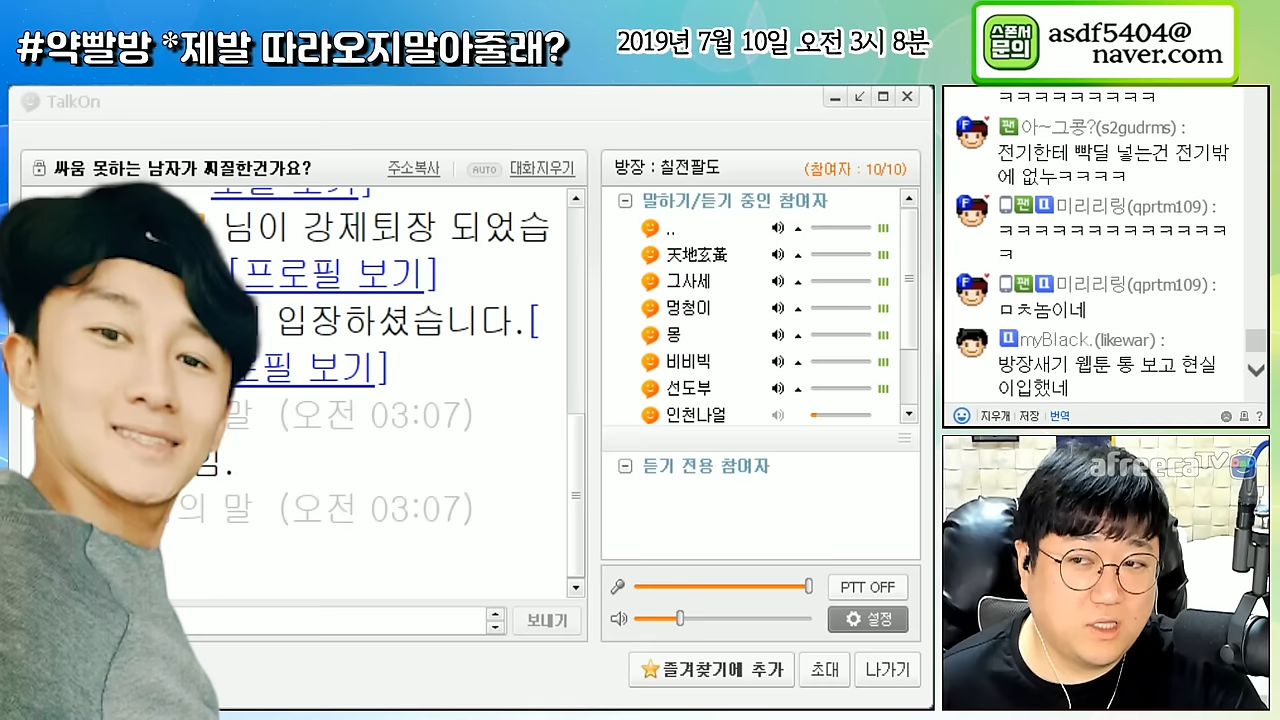 #약빨방 *제발 따라오지말아줄래?
2019년 7월 10일 오전 3시 8분
스폰서
문의
asdf5404@
naver.com
TalkOn
싸움 못하는 남자가 찌질한건가요?
주소복사
AUTO
대화지우기
님이 강제퇴장 되었습
[프로필 보기]
입장하셨습니다.[
필 보기]
말 (오전 03:07)
임.
의 말 (오전 03:07)
보내기
방장 : 칠전팔도
(참여자 : 10/10)
말하기/듣기 중인 참여자
..
天地玄黃
그사세
멍청이
몽
비비빅
선도부
인천나얼
듣기 전용 참여자
PTT OFF
설정
즐겨찾기에 추가
초대
나가기
ㅋㅋㅋㅋㅋㅋㅋㅋㅋ
팬 아~그콩?(s2gudrms) :
전기한테 빡딜 넣는건 전기밖
에 없누ㅋㅋㅋㅋ
팬 미리리링(qprtm109) :
ㅋㅋㅋㅋㅋㅋㅋㅋㅋㅋㅋㅋㅋ
ㅋ
팬 미리리링(qprtm109) :
ㅁㅊ놈이네
myBlack.(likewar) :
방장새기 웹툰 통 보고 현실
이입했네
지우개
저장
번역
afreecaTV